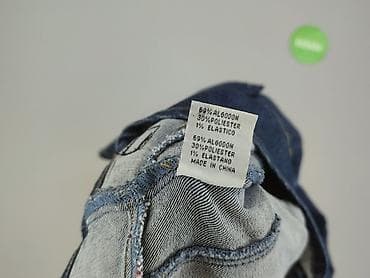 69%ALGODON
30%POLIESTER
1% ELASTICO
69%ALGODON
30%POLIESTER
1% ELASTANO
MADE IN CHINA